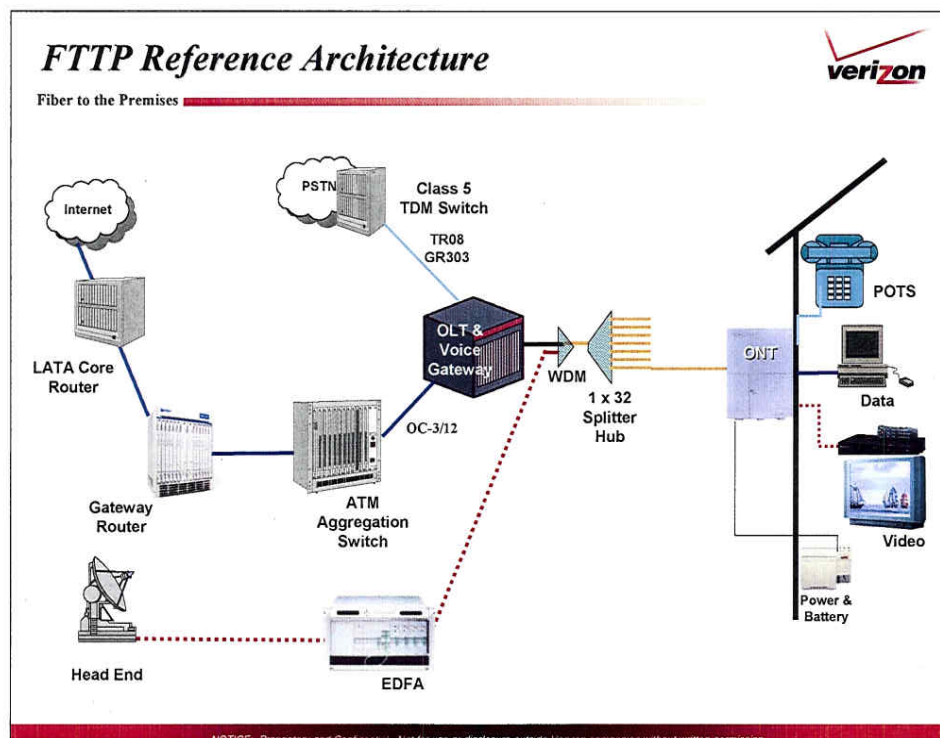 FTTP Reference Architecture
verizon
Fiber to the Premises
Internet
PSTN
Class 5
TDM Switch
TR08
GR303
POTS
LATA Core
Router
OLT &
Voice
Gateway
WDM
1 x 32
Splitter
Hub
ONT
Data
OC-3/12
Gateway
Router
ATM
Aggregation
Switch
Video
Power &
Battery
Head End
EDFA